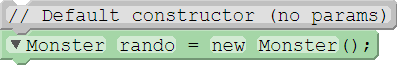 // Default constructor (no params)
Monster rando = new Monster();